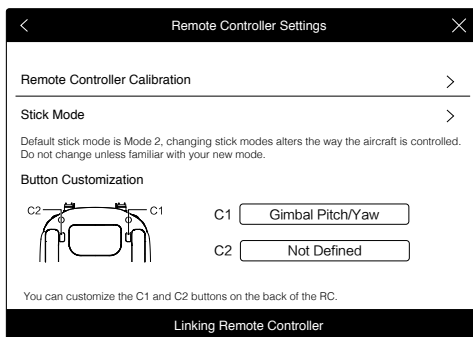 Remote Controller Settings
Remote Controller Calibration
Stick Mode
Default stick mode is Mode 2, changing stick modes alters the way the aircraft is controlled.
Do not change unless familiar with your new mode.
Button Customization
C2 C1
C1 Gimbal Pitch/Yaw
C2 Not Defined
You can customize the C1 and C2 buttons on the back of the RC.
Linking Remote Controller